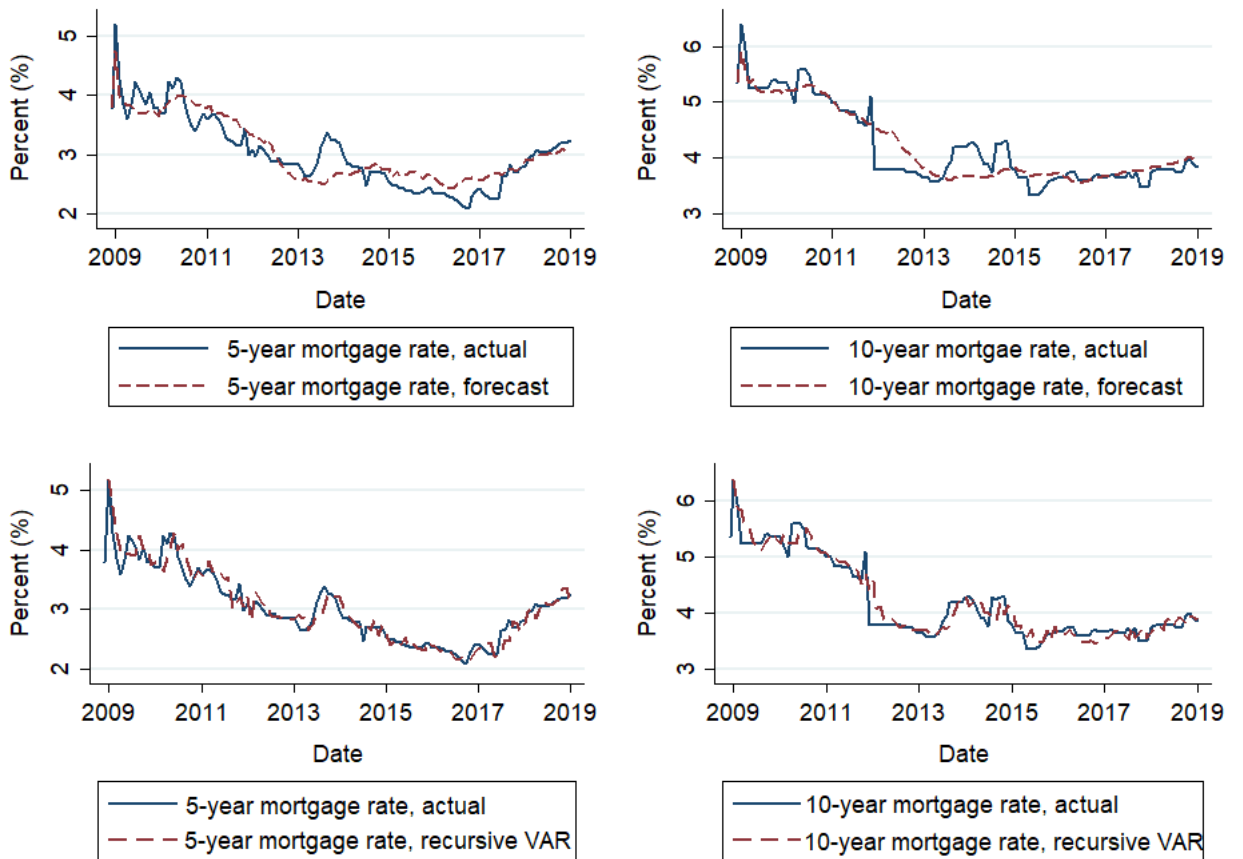 Percent (%)
5
4
3
2
2009 2011 2013 2015 2017 2019
Date
5-year mortgage rate, actual
5-year mortgage rate, forecast
Percent (%)
6
5
4
3
2009 2011 2013 2015 2017 2019
Date
10-year mortgae rate, actual
10-year mortgage rate, forecast
Percent (%)
5
4
3
2
2009 2011 2013 2015 2017 2019
Date
5-year mortgage rate, actual
5-year mortgage rate, recursive VAR
Percent (%)
6
5
4
3
2009 2011 2013 2015 2017 2019
Date
10-year mortgage rate, actual
10-year mortgage rate, recursive VAR